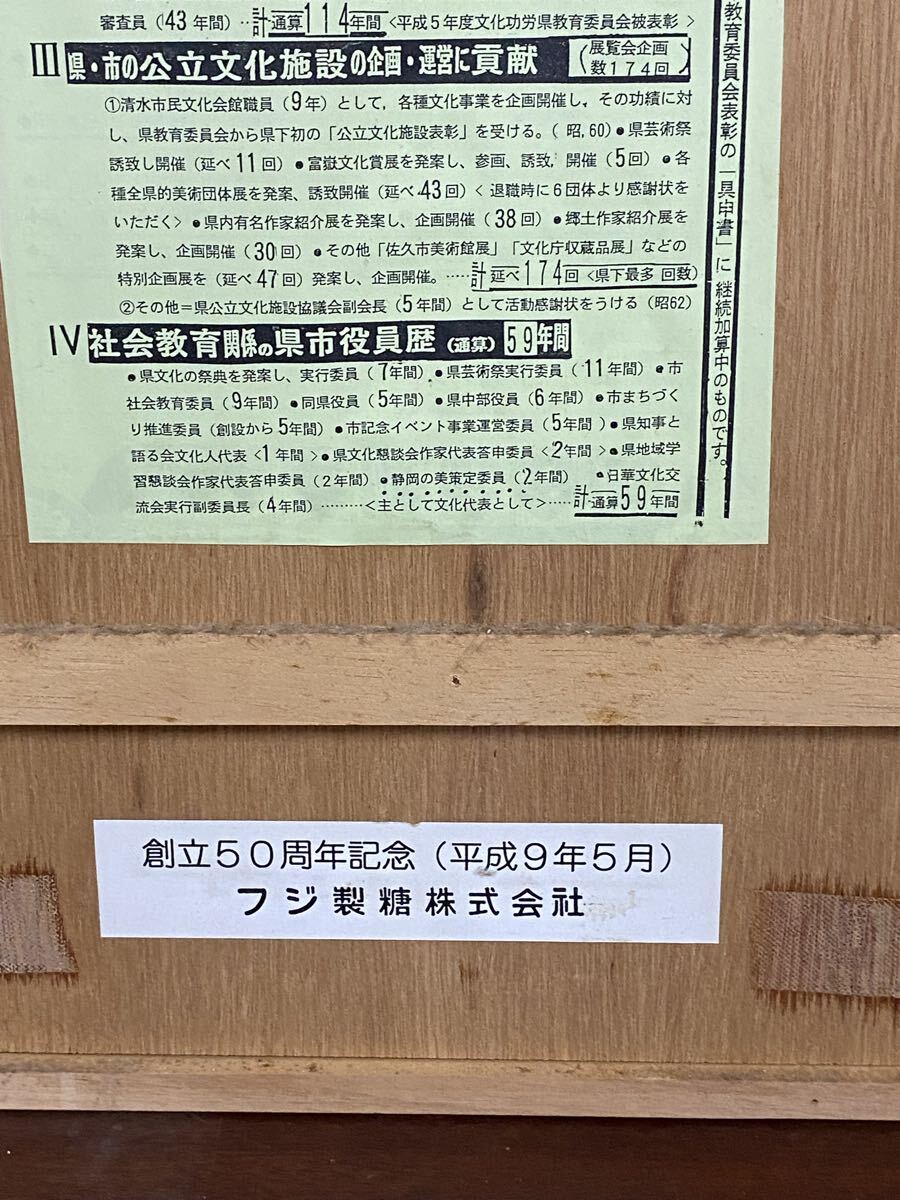 審査員（43年間）‥計通算114年間<平成5年度文化功労県教育委員会被表彰>
III 県・市の公立文化施設の企画・運営に貢献（展覧会企画数174回）
①清水市民文化会館職員（9年）として，各種文化事業を企画開催し，その功績に対
し、県教育委員会から県下初の「公立文化施設表彰」を受ける。（昭，60）●県芸術祭
誘致し開催（延べ11回）●富嶽文化賞展を発案し、参画、誘致，開催（5回）●各
種全県的美術団体展を発案、誘致開催（延べ43回）<退職時に6団体より感謝状を
いただく>●県内有名作家紹介展を発案し、企画開催（38回）●郷土作家紹介展を
発案し、企画開催（30回）●その他「佐久市美術館展」「文化庁収蔵品展」などの
特別企画展を（延べ47回）発案し、企画開催。‥‥‥計延べ174回<県下最多 回数>
②その他＝県公立文化施設協議会副会長（5年間）として活動感謝状をうける（昭62）
IV 社会教育関係の県市役員歴（通算）59年間
●県文化の祭典を発案し、実行委員（7年間）●県芸術祭実行委員（11年間）●市
社会教育委員（9年間）●同県役員（5年間）●県中部役員（6年間）●市まちづく
り推進委員（創設から5年間）●市記念イベント事業運営委員（5年間）●県知事と
語る会文化人代表<1年間>●県文化懇談会作家代表答申委員<2年間>●県地域学
習懇談会作家代表答申委員（2年間）●静岡の美策定委員（2年間）●日華文化交
流会実行副委員長（4年間）‥‥‥‥<主として文化代表として>‥‥計通算59年間
教育委員会表彰の「具申書」に継続加算中のものです。
創立50周年記念（平成9年5月）
フジ製糖株式会社